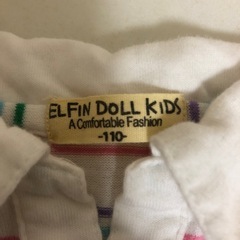 ELFIN DOLL KIDS
A Comfortable Fashion
-110-